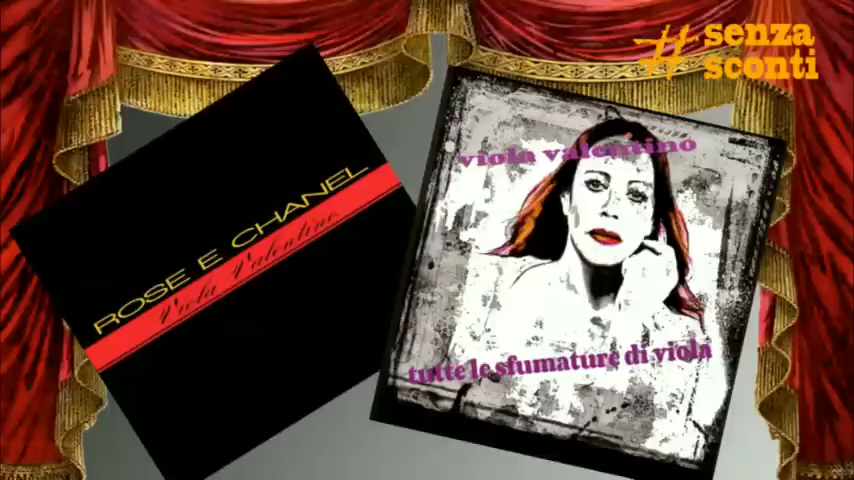 # senza
sconti
ROSE E CHANEL
Viola Valentino
viola valentino
tutte le sfumature di viola